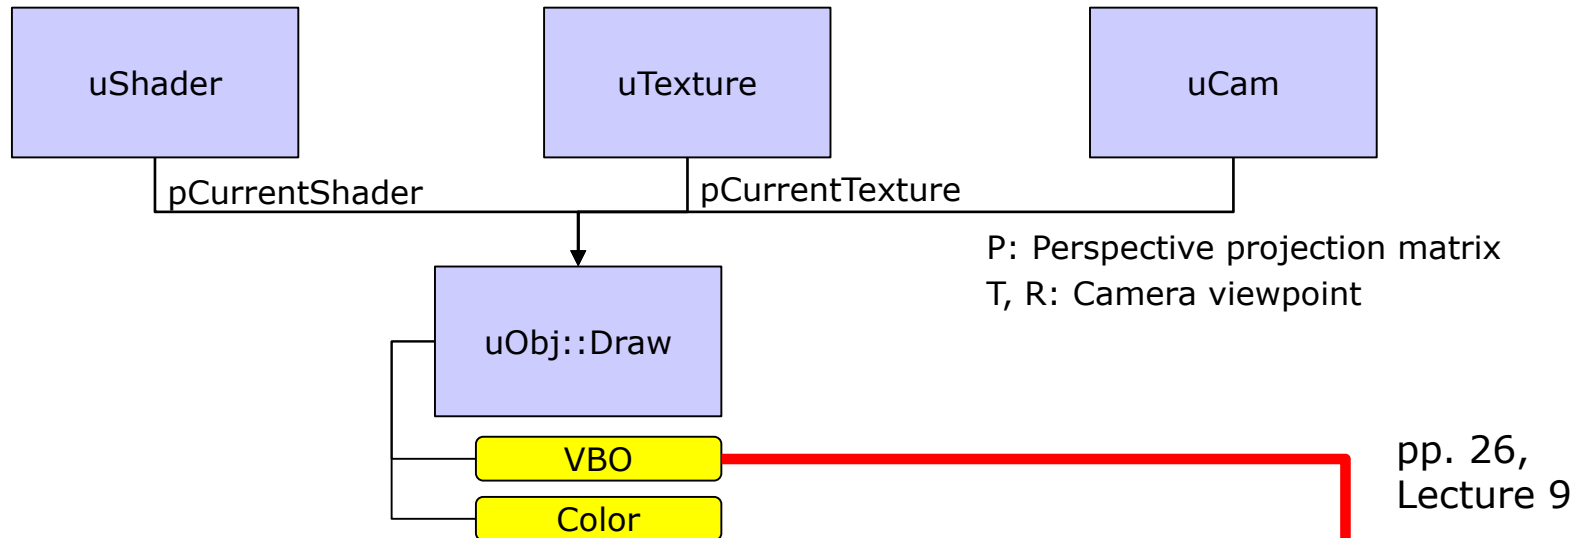 uShader
uTexture
uCam
pCurrentShader
pCurrentTexture
P: Perspective projection matrix
T, R: Camera viewpoint
uObj::Draw
VBO
Color
pp. 26,
Lecture 9